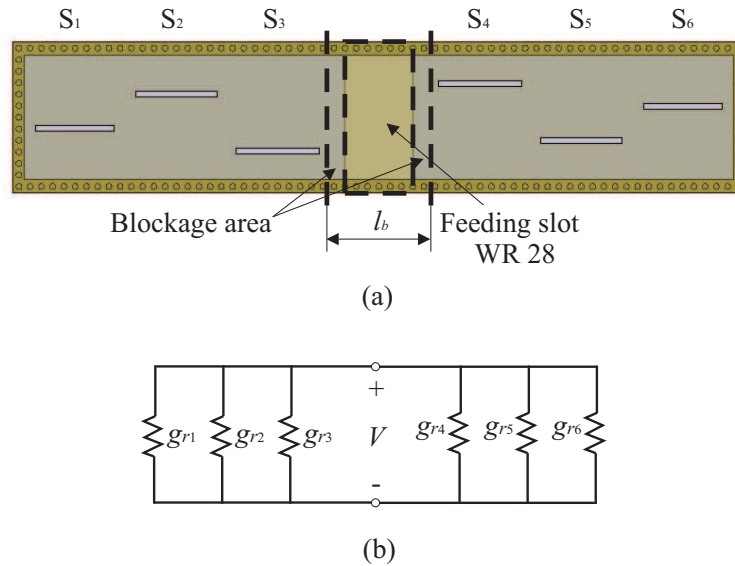 S1 S2 S3 S4 S5 S6
Blockage area
lb
Feeding slot
WR 28
(a)
+
gr1 gr2 gr3 V gr4 gr5 gr6
-
(b)